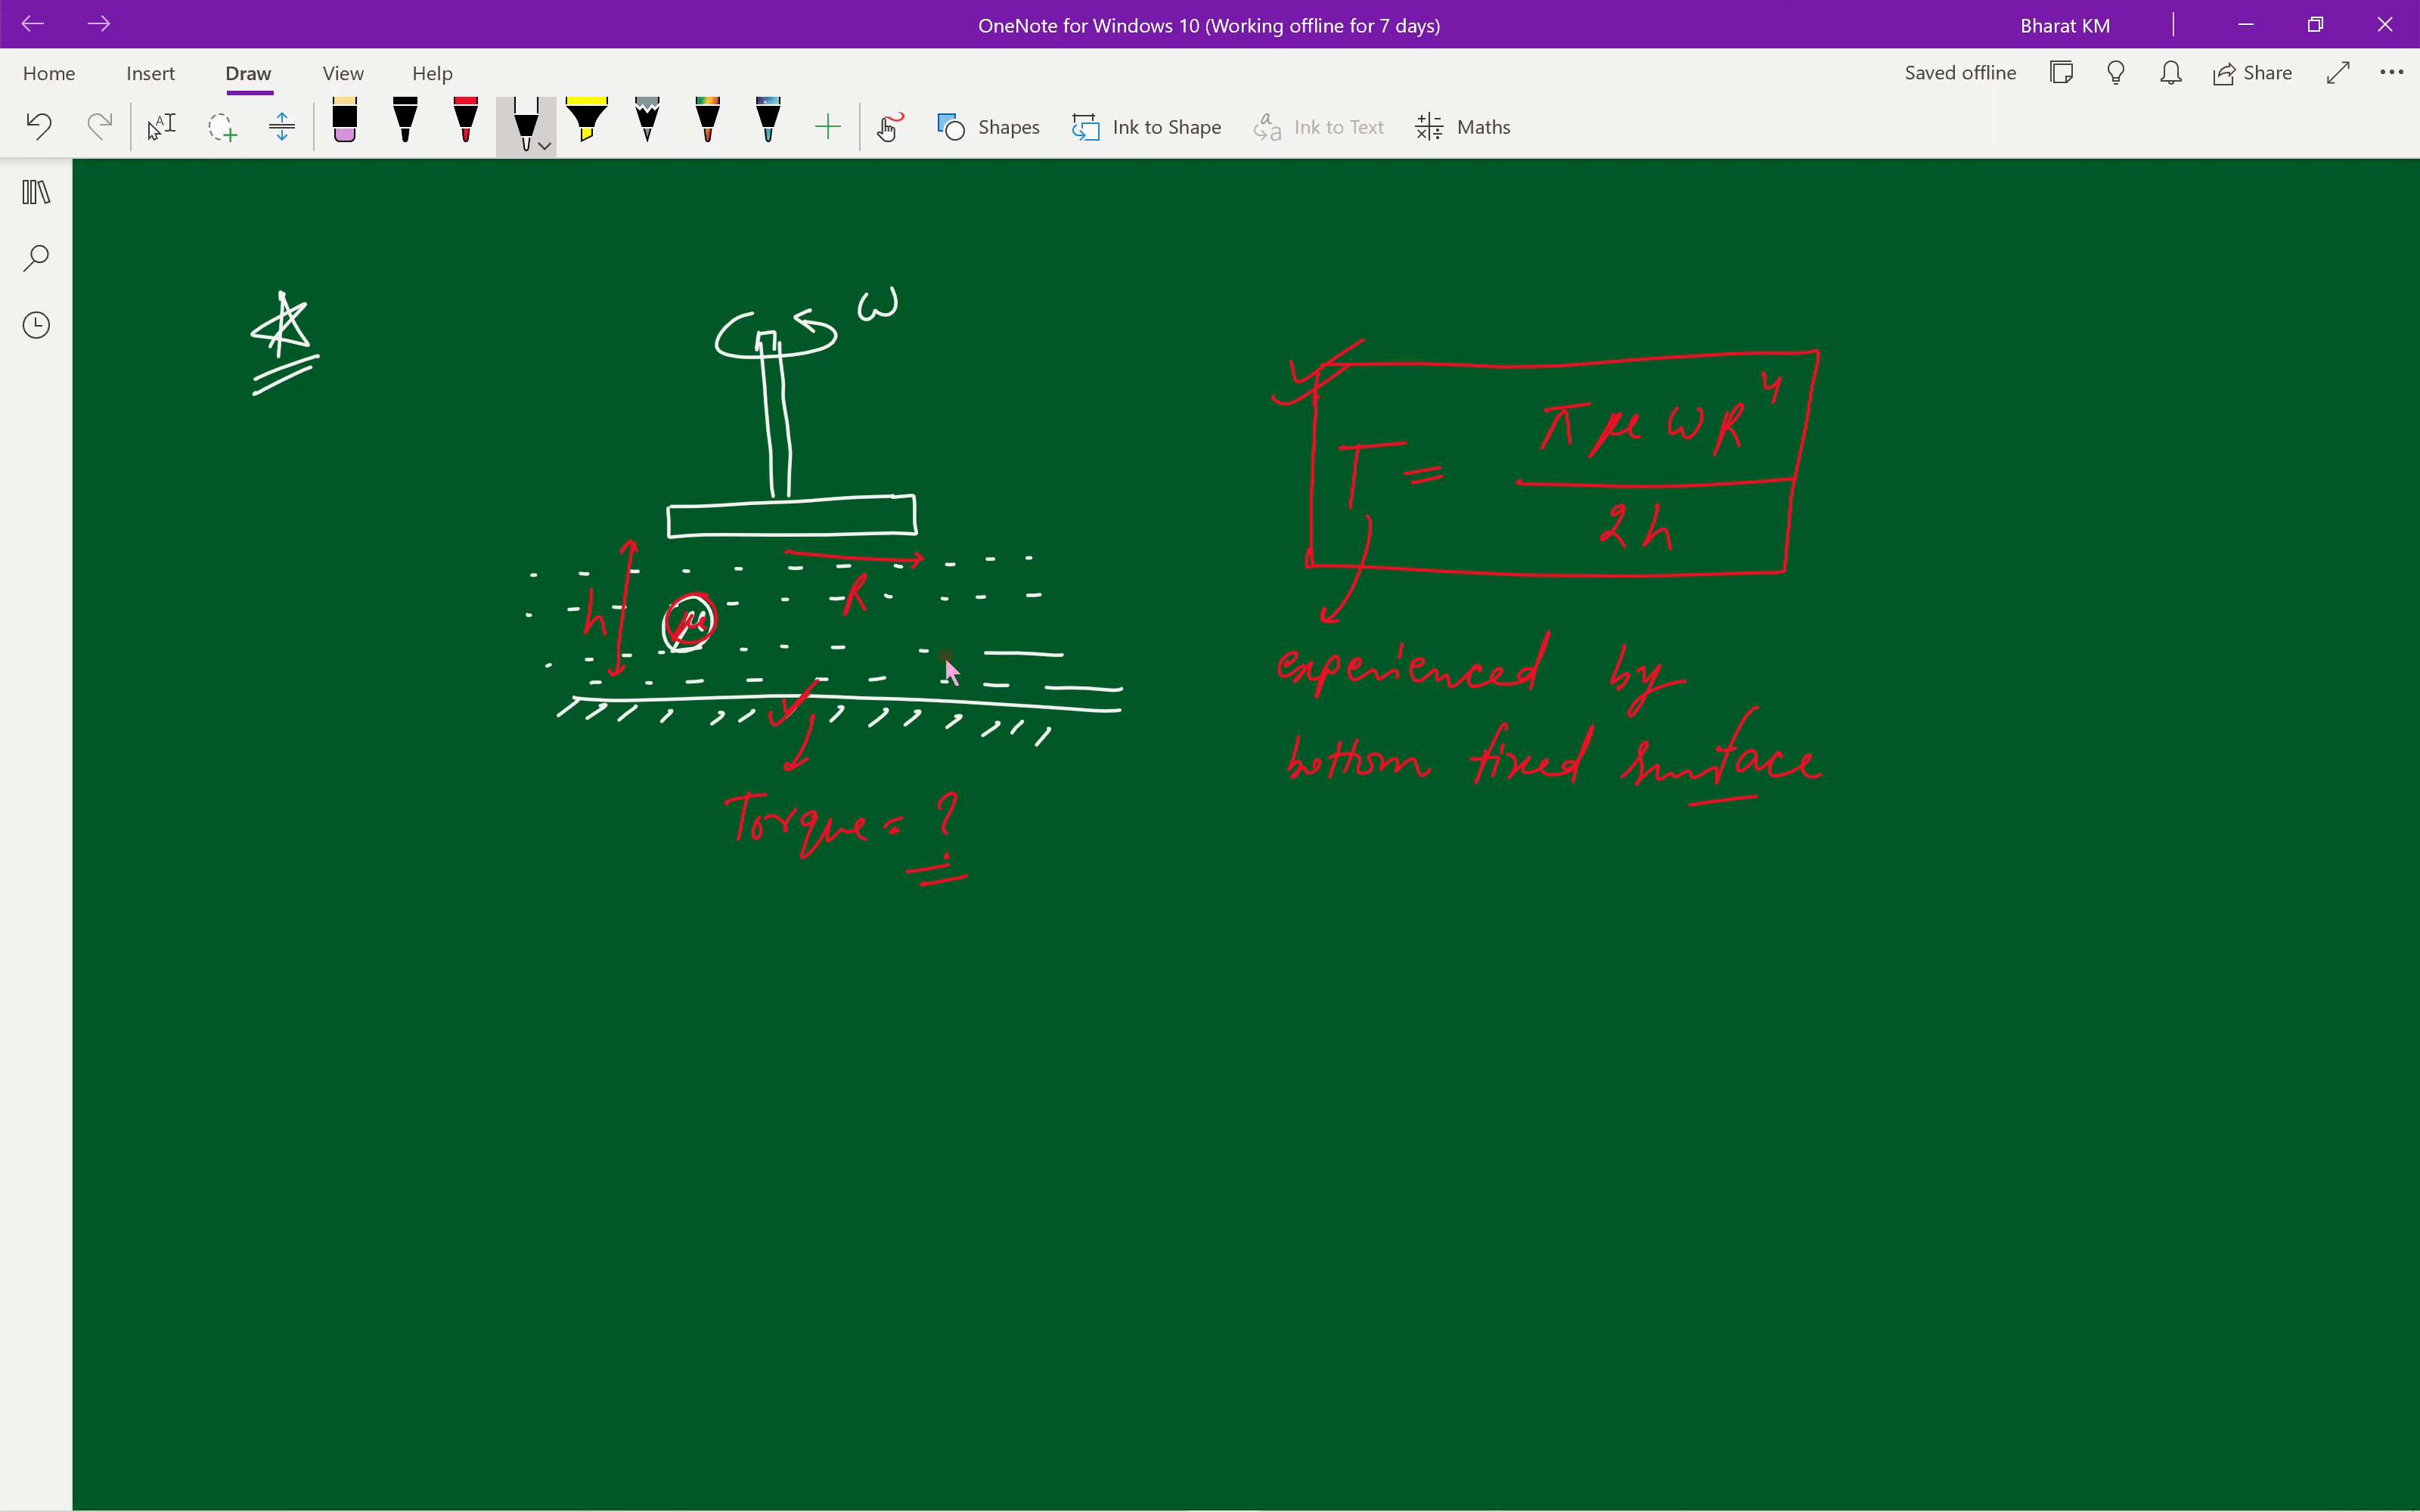 OneNote for Windows 10 (Working offline for 7 days)
Bharat KM
Home Insert Draw View Help
Saved offline Share
Shapes Ink to Shape Ink to Text Maths
ω
T = πμωR⁴ / 2h
R
h
μ
experienced by
bottom fixed surface
Torque = ?